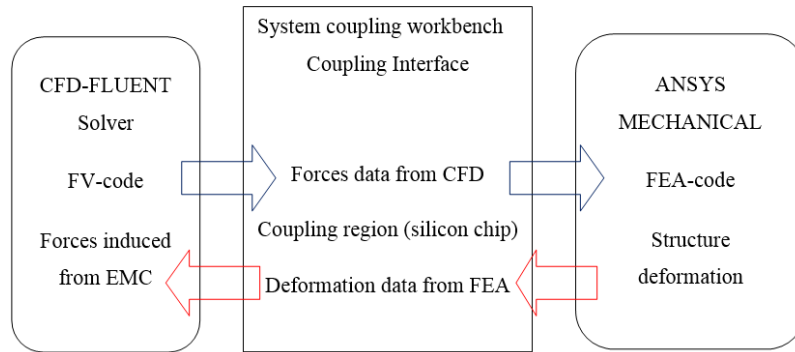 System coupling workbench
Coupling Interface
CFD-FLUENT
Solver
FV-code
Forces induced
from EMC
Forces data from CFD
Coupling region (silicon chip)
Deformation data from FEA
ANSYS
MECHANICAL
FEA-code
Structure
deformation